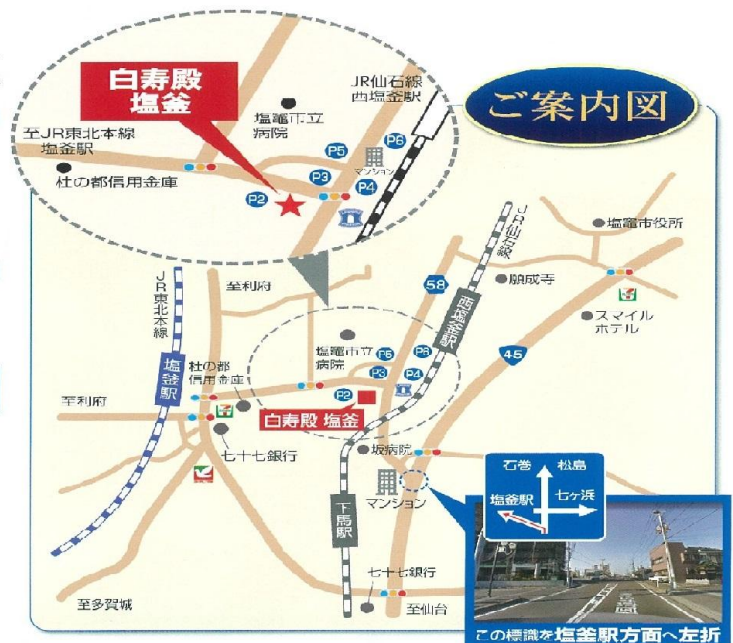 ご案内図
白寿殿
塩釜
JR仙石線
西塩釜駅
塩竈市立
病院
至JR東北本線
塩釜駅
杜の都信用金庫
P5
P6
マンション
P3
P4
P2
JR東北本線
塩釜駅
至利府
杜の都
信用金庫
至利府
七十七銀行
至多賀城
塩竈市立
病院
P5
P6
P3
P4
P2
白寿殿 塩釜
58
JR仙石線
西塩釜駅
願成寺
塩竈市役所
スマイル
ホテル
45
坂病院
マンション
下馬駅
七十七銀行
至仙台
石巻
松島
塩釜駅
七ヶ浜
この標識を塩釜駅方面へ左折